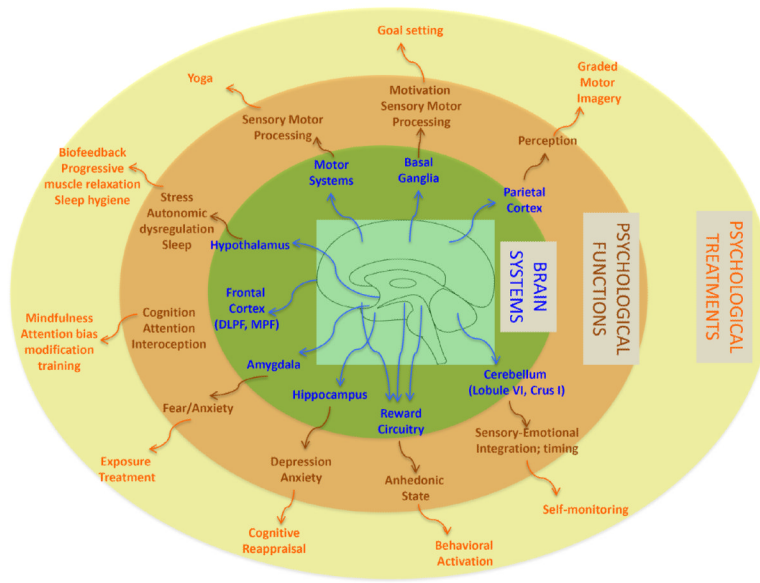 Goal setting
Graded
Motor
Imagery
Yoga
Motivation
Sensory Motor
Processing
Sensory Motor
Processing
Perception
Biofeedback
Progressive
muscle relaxation
Sleep hygiene
Motor
Systems
Basal
Ganglia
Parietal
Cortex
Stress
Autonomic
dysregulation
Sleep
Hypothalamus
BRAIN
SYSTEMS
PSYCHOLOGICAL
FUNCTIONS
PSYCHOLOGICAL
TREATMENTS
Frontal
Cortex
(DLPF, MPF)
Cognition
Attention
Interoception
Mindfulness
Attention bias
modification
training
Amygdala
Hippocampus
Reward
Circuitry
Cerebellum
(Lobule VI, Crus I)
Fear/Anxiety
Sensory-Emotional
Integration; timing
Exposure
Treatment
Depression
Anxiety
Anhedonic
State
Self-monitoring
Cognitive
Reappraisal
Behavioral
Activation